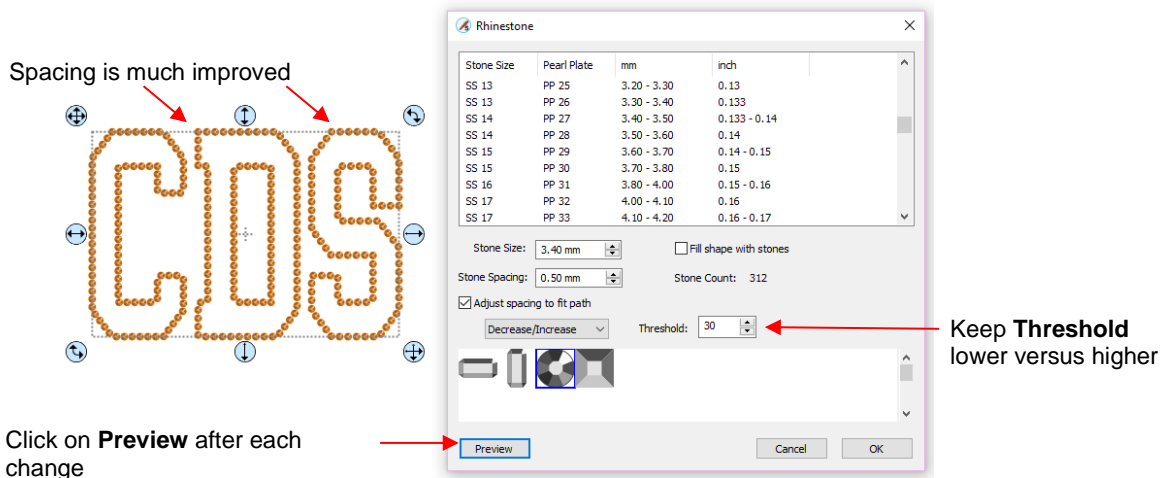 Spacing is much improved
CDS
Rhinestone
Stone Size Pearl Plate mm inch
SS 13 PP 25 3.20 - 3.30 0.13
SS 13 PP 26 3.30 - 3.40 0.133
SS 14 PP 27 3.40 - 3.50 0.133 - 0.14
SS 14 PP 28 3.50 - 3.60 0.14
SS 15 PP 29 3.60 - 3.70 0.14 - 0.15
SS 15 PP 30 3.70 - 3.80 0.15
SS 16 PP 31 3.80 - 4.00 0.15 - 0.16
SS 17 PP 32 4.00 - 4.10 0.16
SS 17 PP 33 4.10 - 4.20 0.16 - 0.17
Stone Size: 3.40 mm Fill shape with stones
Stone Spacing: 0.50 mm Stone Count: 312
Adjust spacing to fit path
Decrease/Increase Threshold: 30
Preview Cancel OK
Keep Threshold
lower versus higher
Click on Preview after each
change